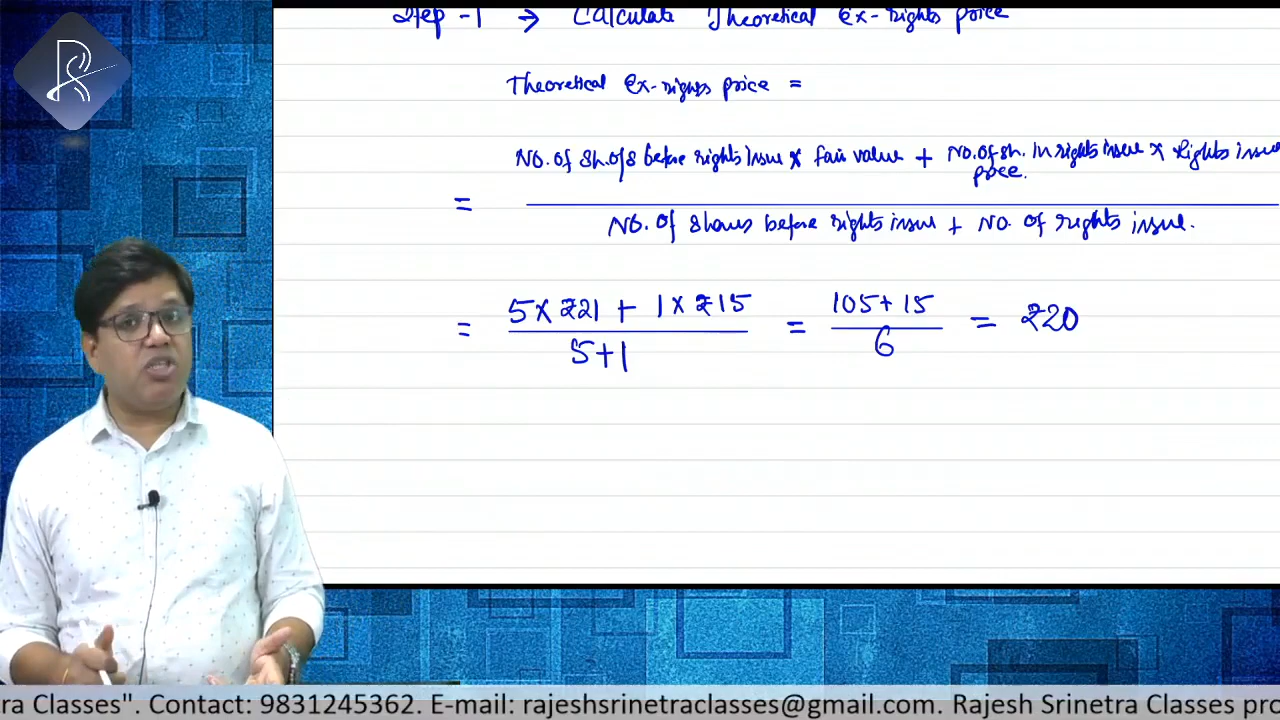 Step -1 → Calculate Theoretical Ex-rights price
Theoretical Ex-rights price =
No. of Sh. o/s before rights issue x fair value + No. of sh. in rights issue x Rights issue
price.
=
No. of shares before rights issue + No. of rights issue.
= 5 x ₹21 + 1 x ₹15 = 105 + 15 = ₹20
5+1 6
ra Classes". Contact: 9831245362. E-mail: rajeshsrinetraclasses@gmail.com. Rajesh Srinetra Classes pro